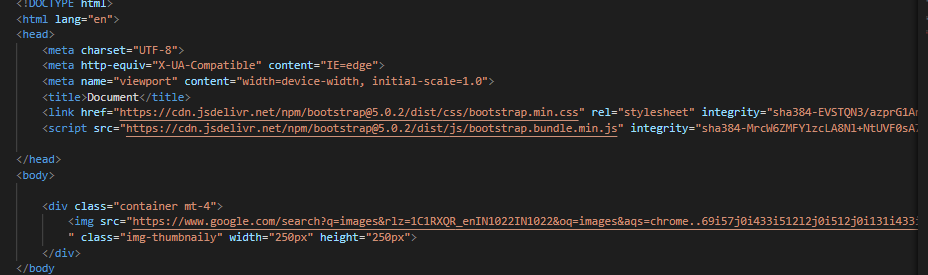 <!DOCTYPE html>
<html lang="en">
<head>
<meta charset="UTF-8">
<meta http-equiv="X-UA-Compatible" content="IE=edge">
<meta name="viewport" content="width=device-width, initial-scale=1.0">
<title>Document</title>
<link href="https://cdn.jsdelivr.net/npm/bootstrap@5.0.2/dist/css/bootstrap.min.css" rel="stylesheet" integrity="sha384-EVSTQN3/azprG1An
<script src="https://cdn.jsdelivr.net/npm/bootstrap@5.0.2/dist/js/bootstrap.bundle.min.js" integrity="sha384-MrcW6ZMFYlzcLA8Nl+NtUVF0sA7
</head>
<body>
<div class="container mt-4">
<img src="https://www.google.com/search?q=images&rlz=1C1RXQR_enIN1022IN1022&oq=images&aqs=chrome..69i57j0i433i512l2j0i512j0i131i433i
" class="img-thumbnaily" width="250px" height="250px">
</div>
</body